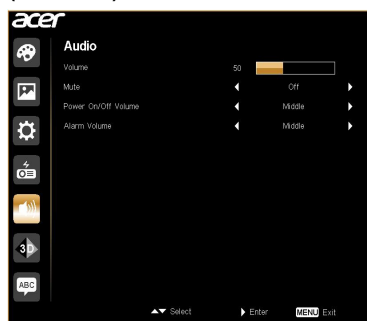 acer
Audio
Volume 50
Mute Off
Power On/Off Volume Middle
Alarm Volume Middle
3D
ABC
Select Enter MENU Exit